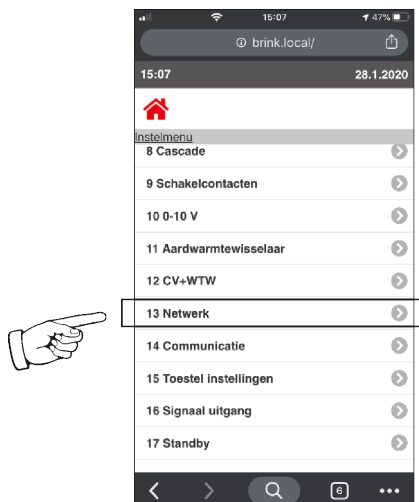 15:07
47%
brink.local/
15:07 28.1.2020
Instelmenu
8 Cascade
9 Schakelcontacten
10 0-10 V
11 Aardwarmtewisselaar
12 CV+WTW
13 Netwerk
14 Communicatie
15 Toestel instellingen
16 Signaal uitgang
17 Standby
6